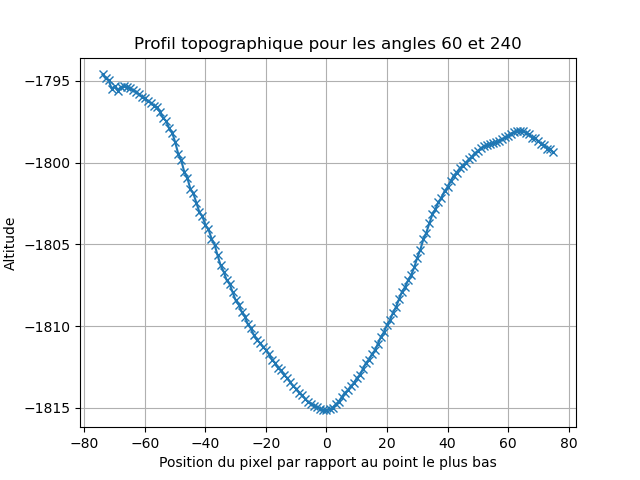 Profil topographique pour les angles 60 et 240
Altitude
−1795
−1800
−1805
−1810
−1815
−80 −60 −40 −20 0 20 40 60 80
Position du pixel par rapport au point le plus bas